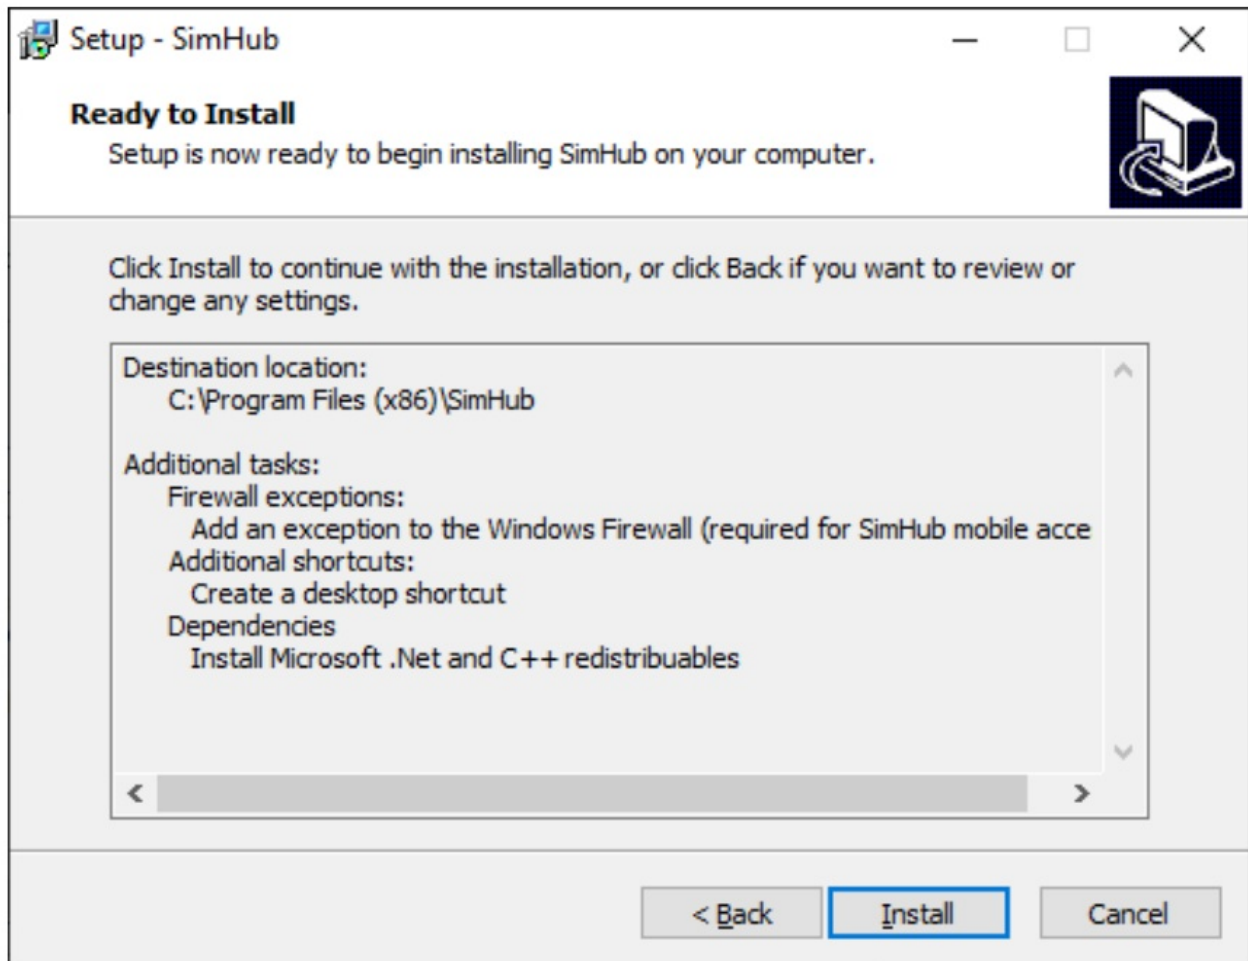 Setup - SimHub
Ready to Install
Setup is now ready to begin installing SimHub on your computer.
Click Install to continue with the installation, or click Back if you want to review or
change any settings.
Destination location:
C:\Program Files (x86)\SimHub
Additional tasks:
Firewall exceptions:
Add an exception to the Windows Firewall (required for SimHub mobile acce
Additional shortcuts:
Create a desktop shortcut
Dependencies
Install Microsoft .Net and C++ redistribuables
< Back
Install
Cancel